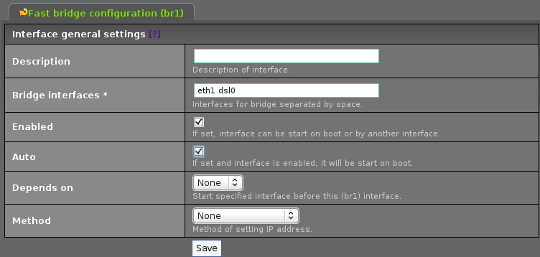 Fast bridge configuration (br1)
Interface general settings [?]
Description
Description of interface.
Bridge interfaces *
eth1 dsl0
Interfaces for bridge separated by space.
Enabled
If set, interface can be start on boot or by another interface.
Auto
If set and interface is enabled, it will be start on boot.
Depends on
None
Start specified interface before this (br1) interface.
Method
None
Method of setting IP address.
Save